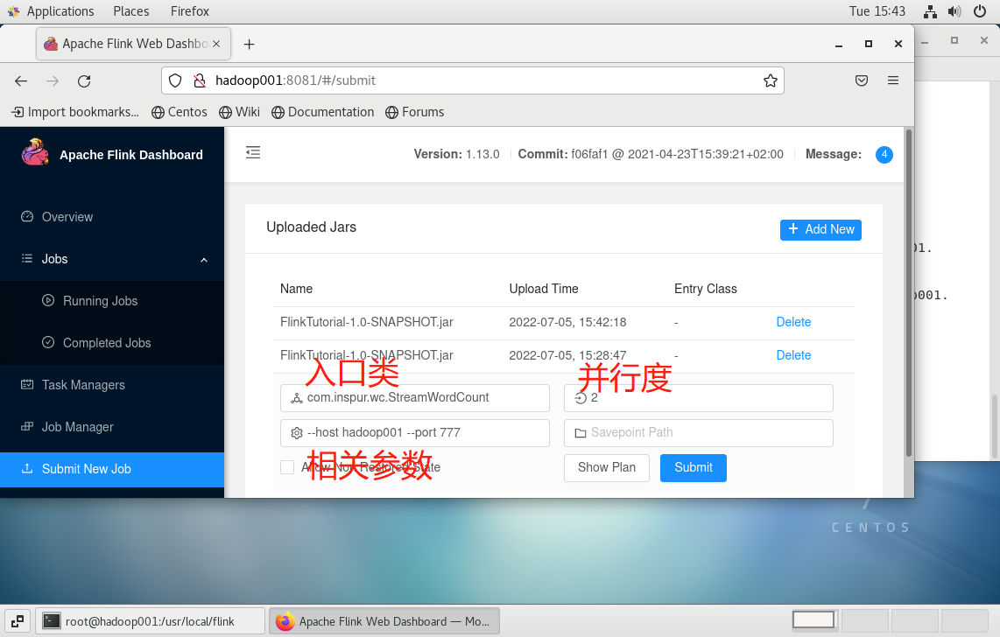 Applications Places Firefox Tue 15:43
Apache Flink Web Dashbo
hadoop001:8081/#/submit
Import bookmarks... Centos Wiki Documentation Forums
Apache Flink Dashboard
Version: 1.13.0 Commit: f06faf1 @ 2021-04-23T15:39:21+02:00 Message: 4
Overview
Jobs
Running Jobs
Completed Jobs
Task Managers
Job Manager
Submit New Job
Uploaded Jars
+ Add New
Name Upload Time Entry Class
FlinkTutorial-1.0-SNAPSHOT.jar 2022-07-05, 15:42:18 - Delete
FlinkTutorial-1.0-SNAPSHOT.jar 2022-07-05, 15:28:47 - Delete
入口类 并行度
com.inspur.wc.StreamWordCount 2
--host hadoop001 --port 777 Savepoint Path
相关参数
Allow Non Restored State Show Plan Submit
001.
CENTOS
root@hadoop001:/usr/local/flink Apache Flink Web Dashboard — Mo...